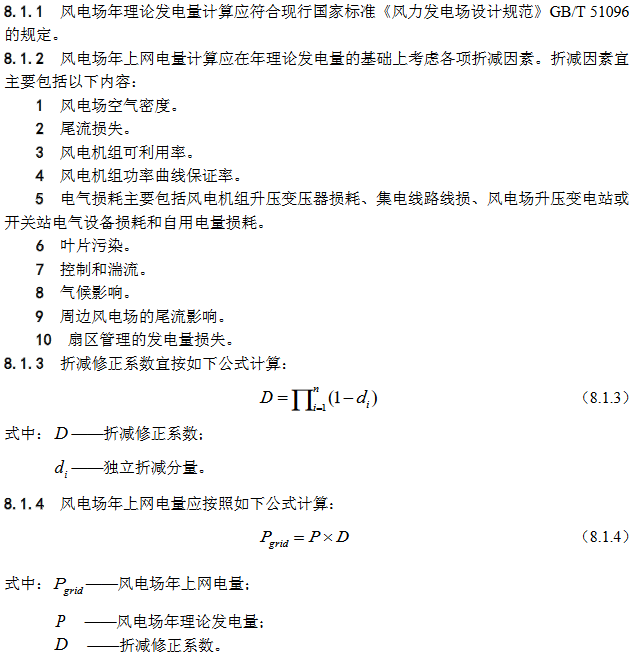 8.1.1 风电场年理论发电量计算应符合现行国家标准《风力发电场设计规范》GB/T 51096
的规定。
8.1.2 风电场年上网电量计算应在年理论发电量的基础上考虑各项折减因素。折减因素宜
主要包括以下内容：
1 风电场空气密度。
2 尾流损失。
3 风电机组可利用率。
4 风电机组功率曲线保证率。
5 电气损耗主要包括风电机组升压变压器损耗、集电线路线损、风电场升压变电站或
开关站电气设备损耗和自用电量损耗。
6 叶片污染。
7 控制和湍流。
8 气候影响。
9 周边风电场的尾流影响。
10 扇区管理的发电量损失。
8.1.3 折减修正系数宜按如下公式计算：
D = ∏_{i=1}^{n} (1 − d_i) （8.1.3）
式中：D ——折减修正系数；
d_i ——独立折减分量。
8.1.4 风电场年上网电量应按照如下公式计算：
P_{grid} = P × D （8.1.4）
式中：P_{grid} ——风电场年上网电量；
P ——风电场年理论发电量；
D ——折减修正系数。